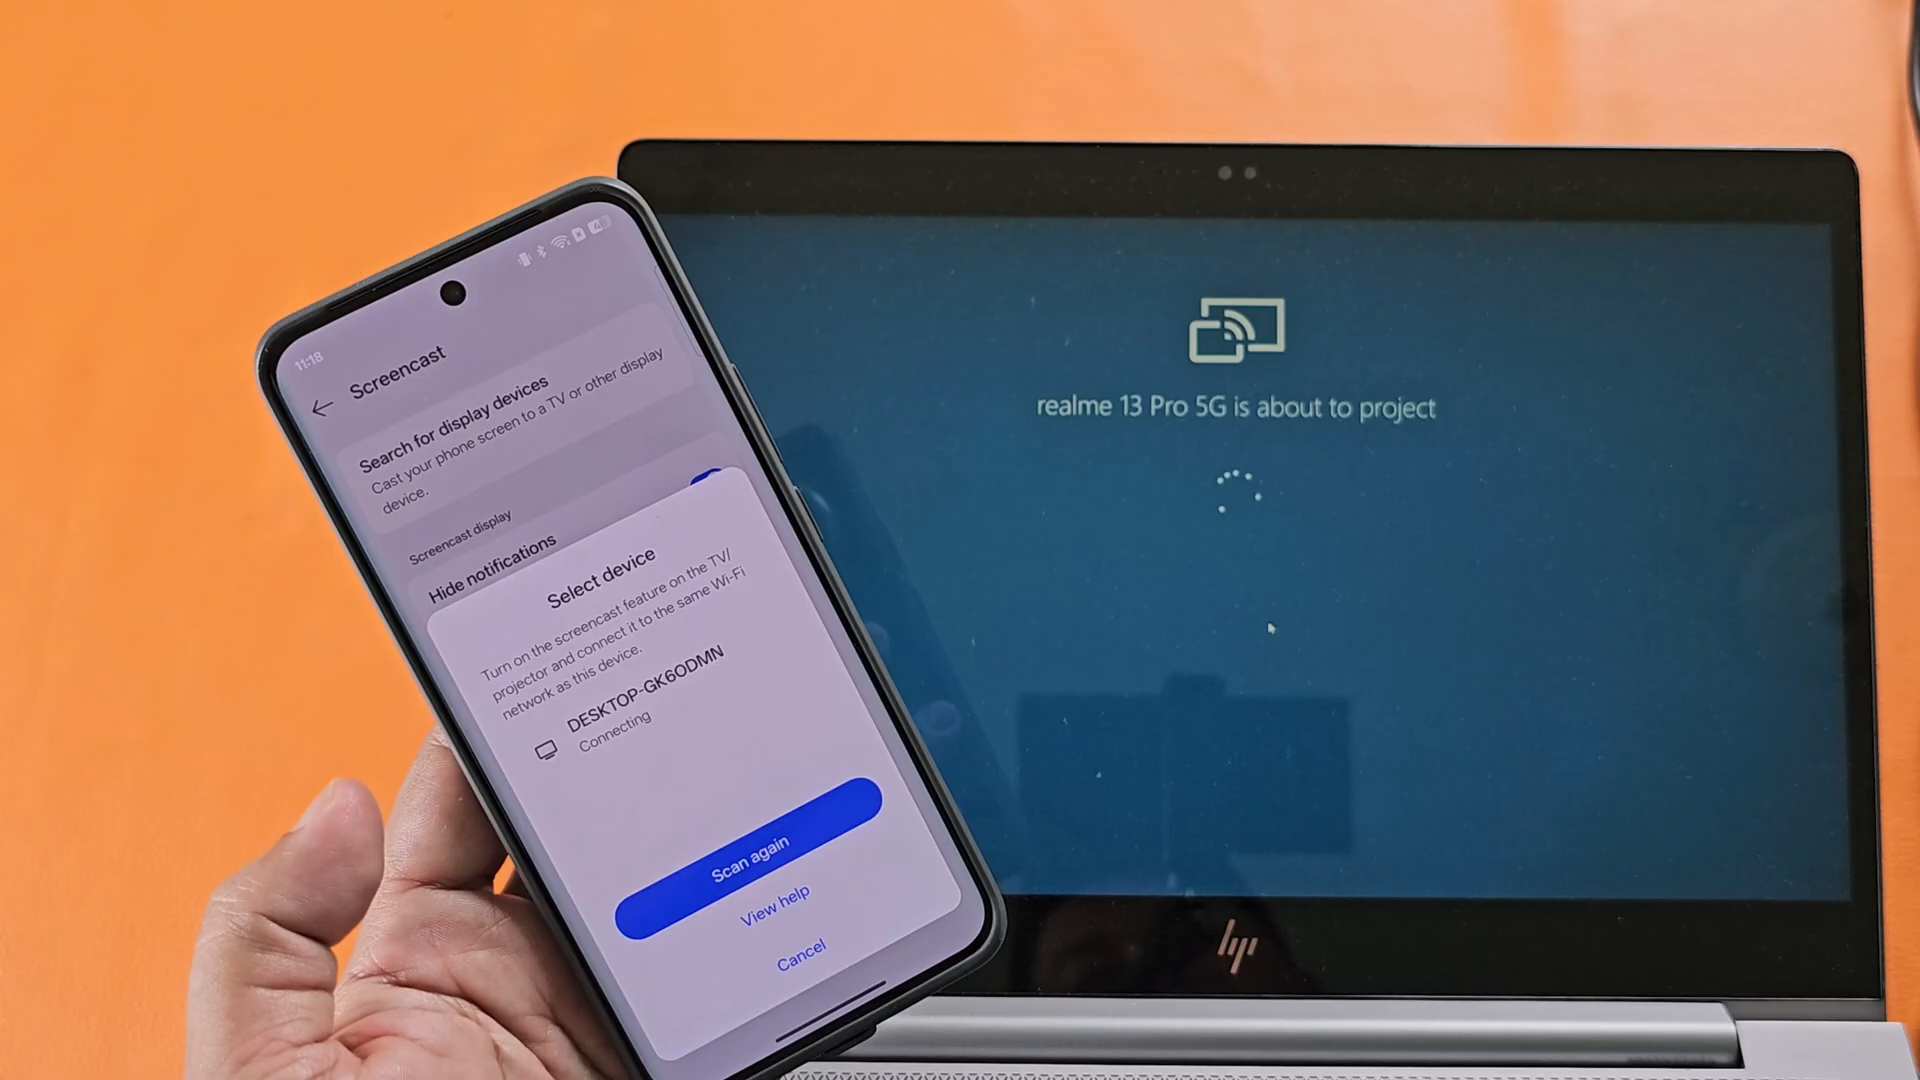 11:18
Screencast
Search for display devices
Cast your phone screen to a TV or other display
device.
Screencast display
Hide notifications
Select device
Turn on the screencast feature on the TV/
projector and connect it to the same Wi-Fi
network as this device.
DESKTOP-GK6ODMN
Connecting
Scan again
View help
Cancel
realme 13 Pro 5G is about to project
hp